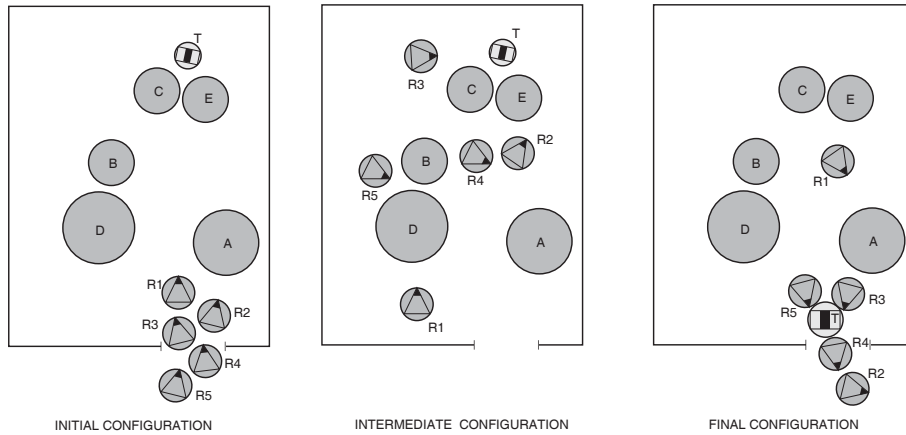 T
C
E
B
D
A
R1
R2
R3
R4
R5
INITIAL CONFIGURATION
T
R3
C
E
R2
B
R4
R5
D
A
R1
INTERMEDIATE CONFIGURATION
C
E
B
R1
D
A
R5
R3
T
R4
R2
FINAL CONFIGURATION